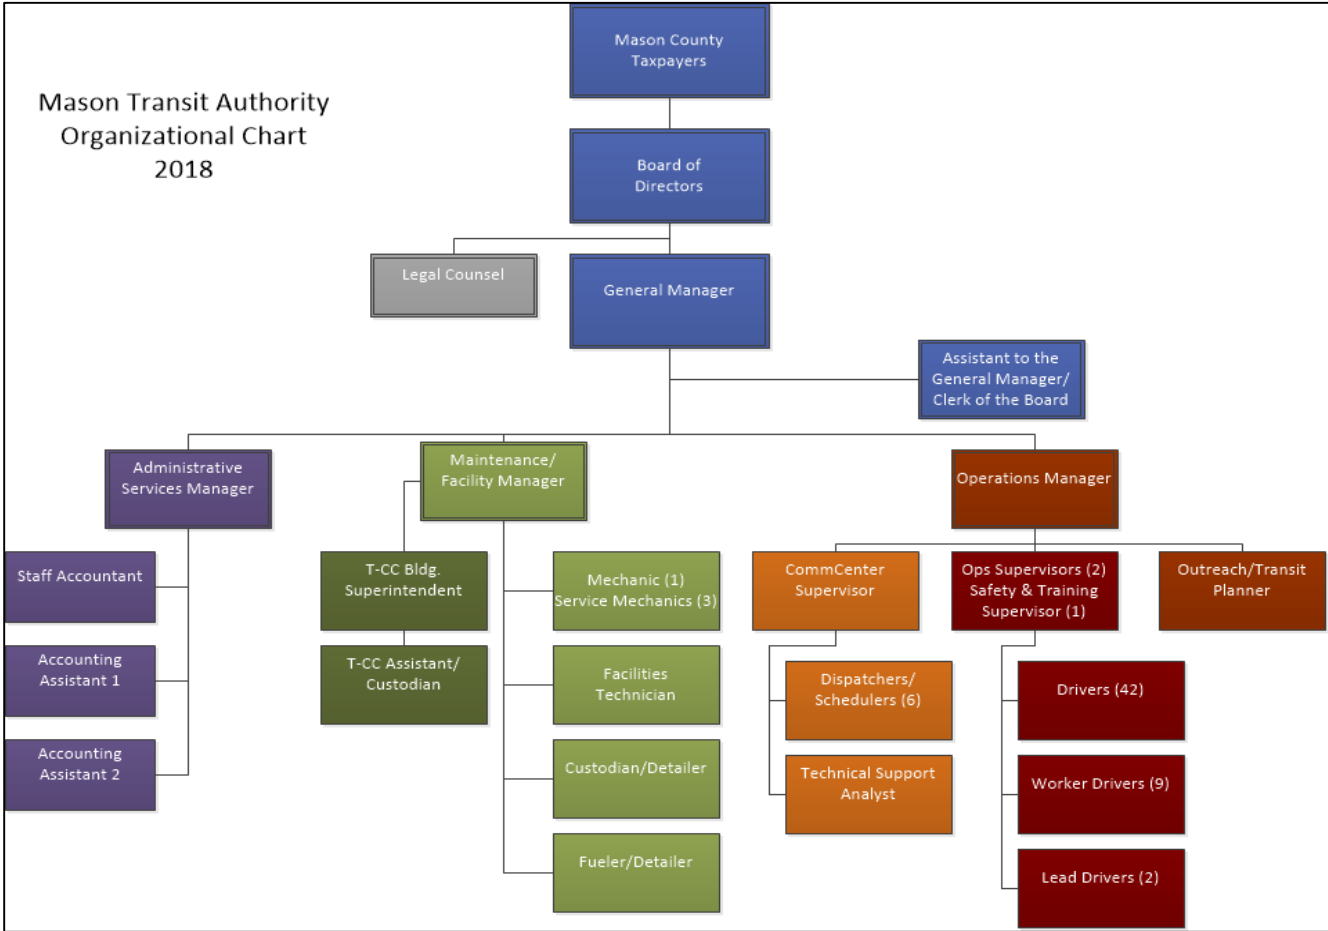 Mason County
Taxpayers
Mason Transit Authority
Organizational Chart
2018
Board of
Directors
Legal Counsel
General Manager
Assistant to the
General Manager/
Clerk of the Board
Administrative
Services Manager
Maintenance/
Facility Manager
Operations Manager
Staff Accountant
Accounting
Assistant 1
Accounting
Assistant 2
T-CC Bldg.
Superintendent
T-CC Assistant/
Custodian
Mechanic (1)
Service Mechanics (3)
Facilities
Technician
Custodian/Detailer
Fueler/Detailer
CommCenter
Supervisor
Dispatchers/
Schedulers (6)
Technical Support
Analyst
Ops Supervisors (2)
Safety & Training
Supervisor (1)
Drivers (42)
Worker Drivers (9)
Lead Drivers (2)
Outreach/Transit
Planner